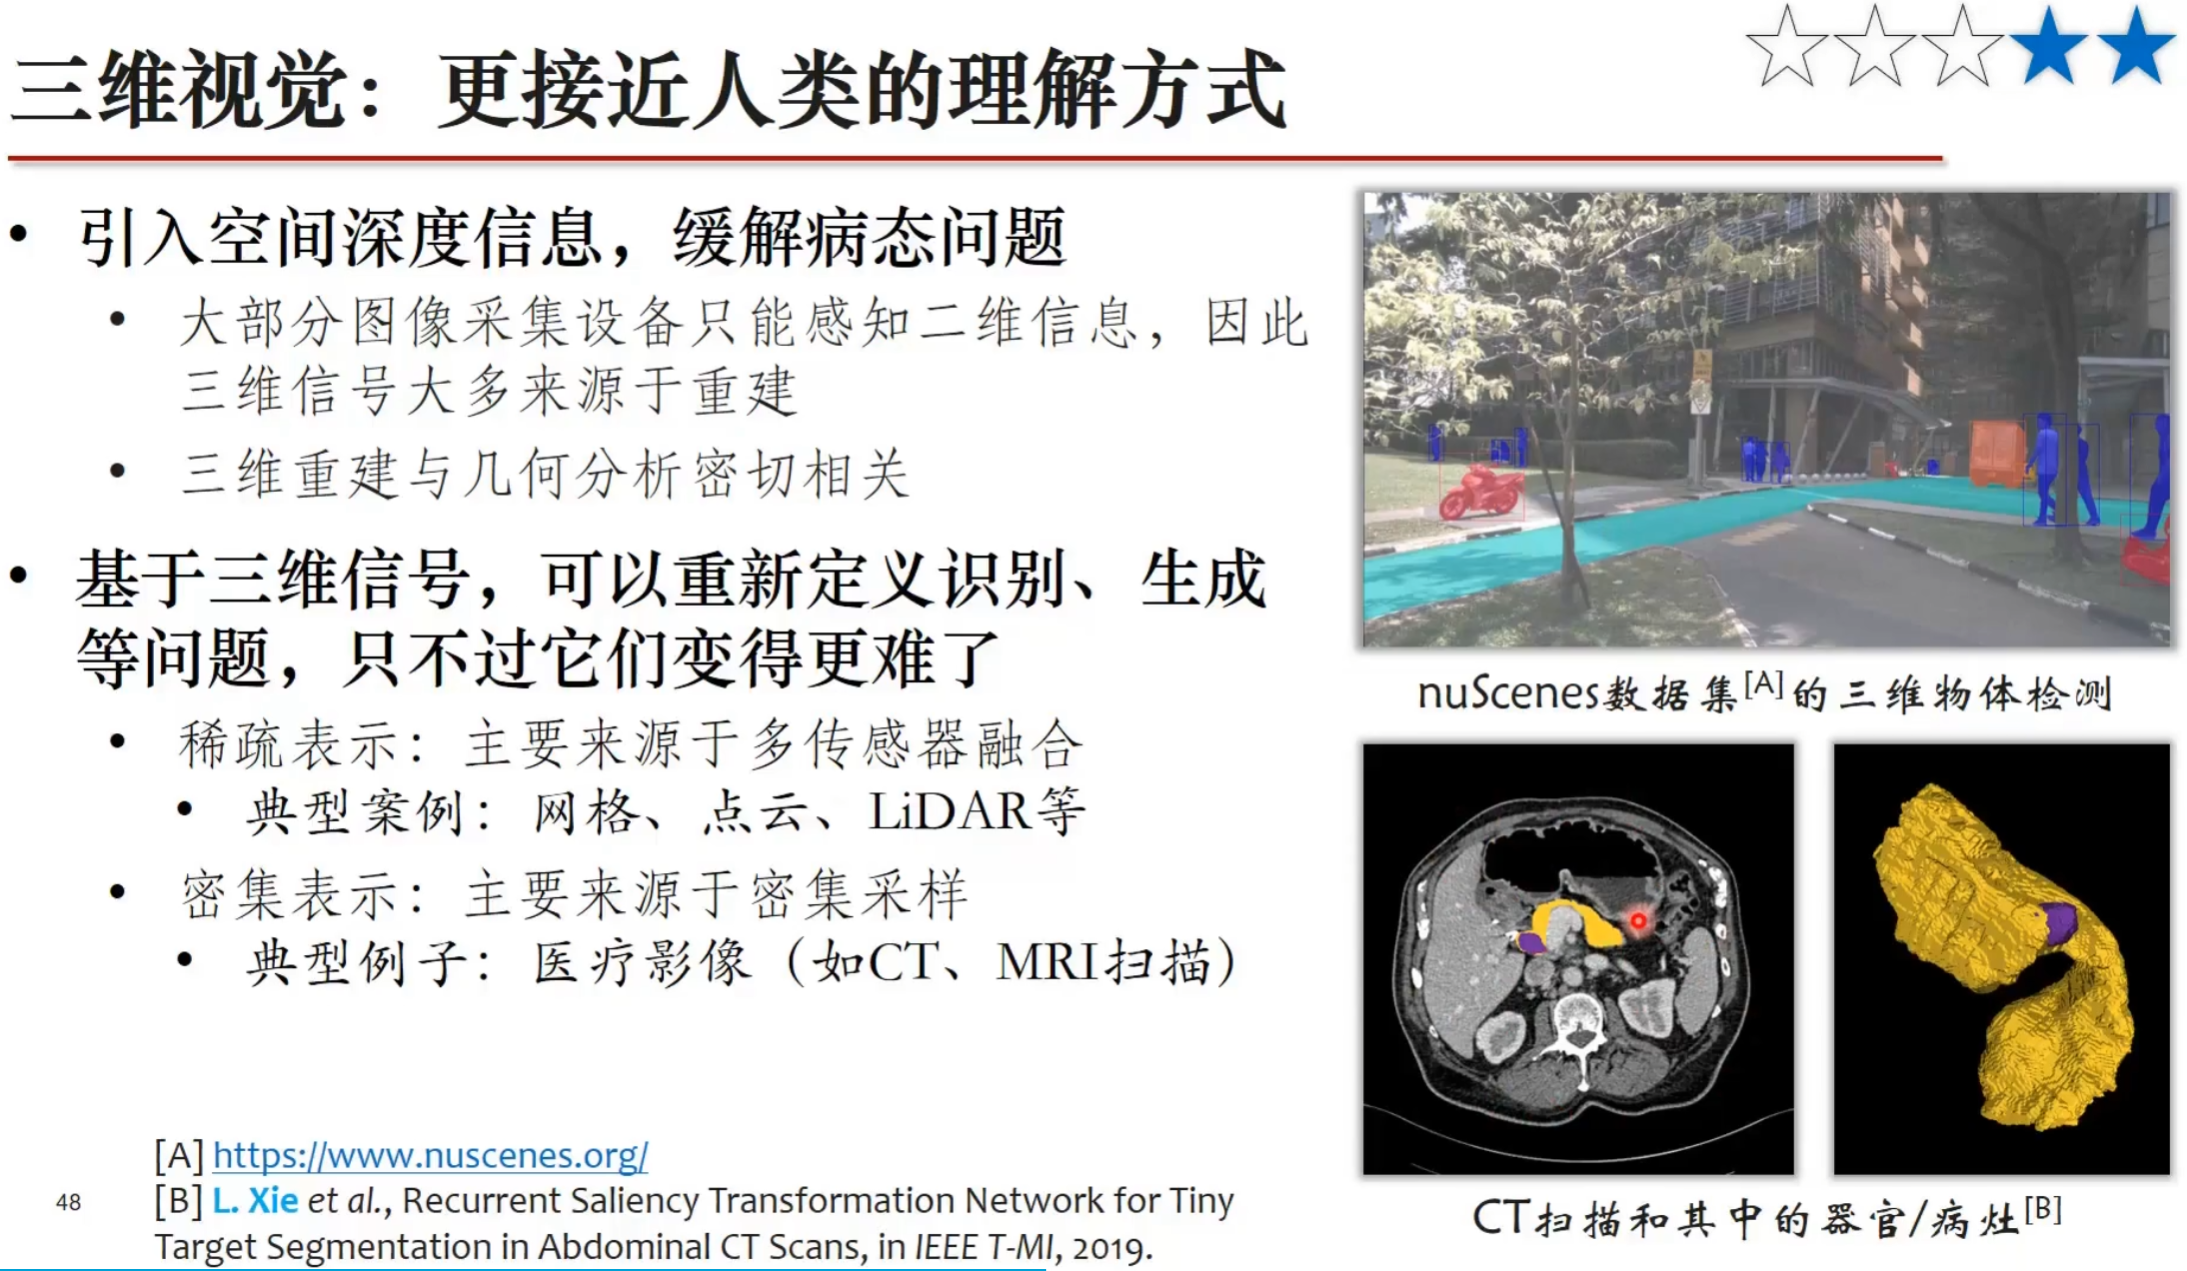 三维视觉：更接近人类的理解方式
• 引入空间深度信息，缓解病态问题
• 大部分图像采集设备只能感知二维信息，因此
三维信号大多来源于重建
• 三维重建与几何分析密切相关
• 基于三维信号，可以重新定义识别、生成
等问题，只不过它们变得更难了
• 稀疏表示：主要来源于多传感器融合
• 典型案例：网格、点云、LiDAR等
• 密集表示：主要来源于密集采样
• 典型例子：医疗影像（如CT、MRI扫描）
nuScenes数据集[A]的三维物体检测
CT扫描和其中的器官/病灶[B]
[A] https://www.nuscenes.org/
[B] L. Xie et al., Recurrent Saliency Transformation Network for Tiny
Target Segmentation in Abdominal CT Scans, in IEEE T-MI, 2019.
48